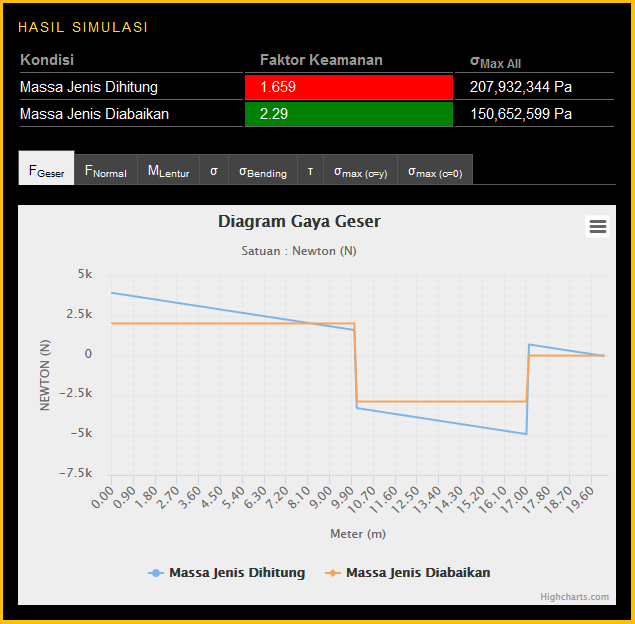 HASIL SIMULASI
Kondisi Faktor Keamanan σMax All
Massa Jenis Dihitung 1.659 207,932,344 Pa
Massa Jenis Diabaikan 2.29 150,652,599 Pa
FGeser FNormal MLentur σ σBending τ σmax (σ=y) σmax (σ=0)
Diagram Gaya Geser
Satuan : Newton (N)
5k
2.5k
0
−2.5k
−5k
−7.5k
NEWTON (N)
0.00 0.90 1.80 2.70 3.60 4.50 5.40 6.30 7.20 8.10 9.00 9.90 10.70 11.60 12.50 13.40 14.30 15.20 16.10 17.00 17.80 18.70 19.60
Meter (m)
Massa Jenis Dihitung Massa Jenis Diabaikan
Highcharts.com